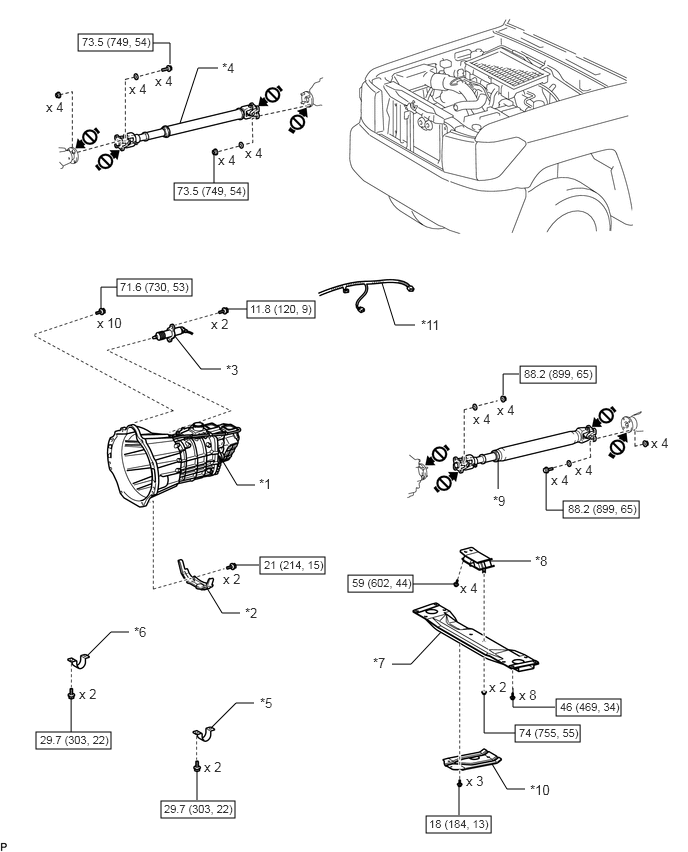 73.5 (749, 54)
x 4
x 4
x 4
*4
x 4
x 4
73.5 (749, 54)
71.6 (730, 53)
x 10
11.8 (120, 9)
x 2
*3
*11
88.2 (899, 65)
x 4
x 4
x 4
x 4
x 4
*9
88.2 (899, 65)
*1
21 (214, 15)
x 2
*2
*8
59 (602, 44)
x 4
*7
*6
x 2
29.7 (303, 22)
x 2
x 8
46 (469, 34)
74 (755, 55)
*5
x 2
29.7 (303, 22)
x 3
*10
18 (184, 13)
P